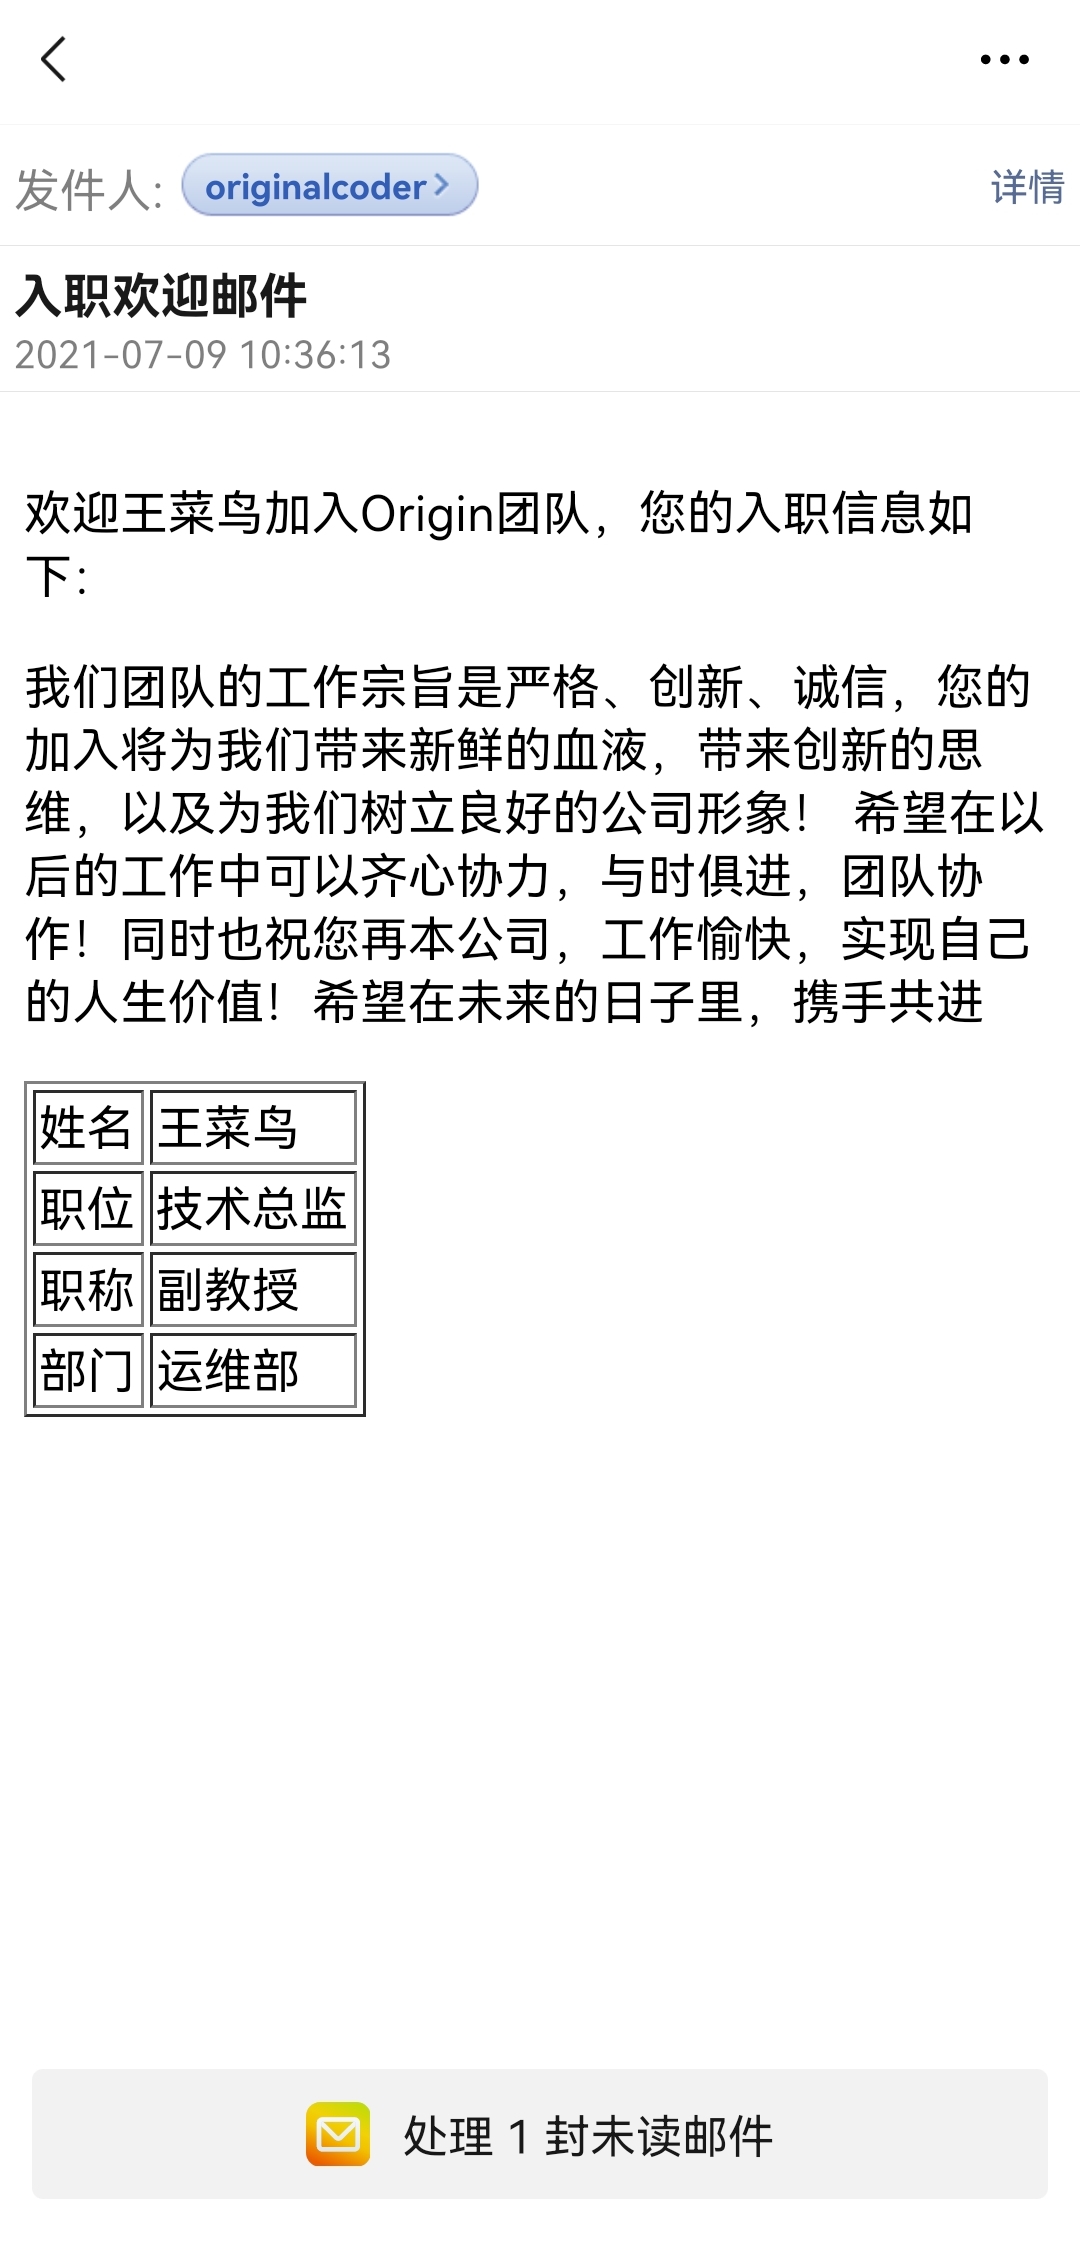 发件人: originalcoder
详情
入职欢迎邮件
2021-07-09 10:36:13
欢迎王菜鸟加入Origin团队，您的入职信息如
下：
我们团队的工作宗旨是严格、创新、诚信，您的
加入将为我们带来新鲜的血液，带来创新的思
维，以及为我们树立良好的公司形象！ 希望在以
后的工作中可以齐心协力，与时俱进，团队协
作！同时也祝您再本公司，工作愉快，实现自己
的人生价值！希望在未来的日子里，携手共进
姓名 王菜鸟
职位 技术总监
职称 副教授
部门 运维部
处理 1 封未读邮件